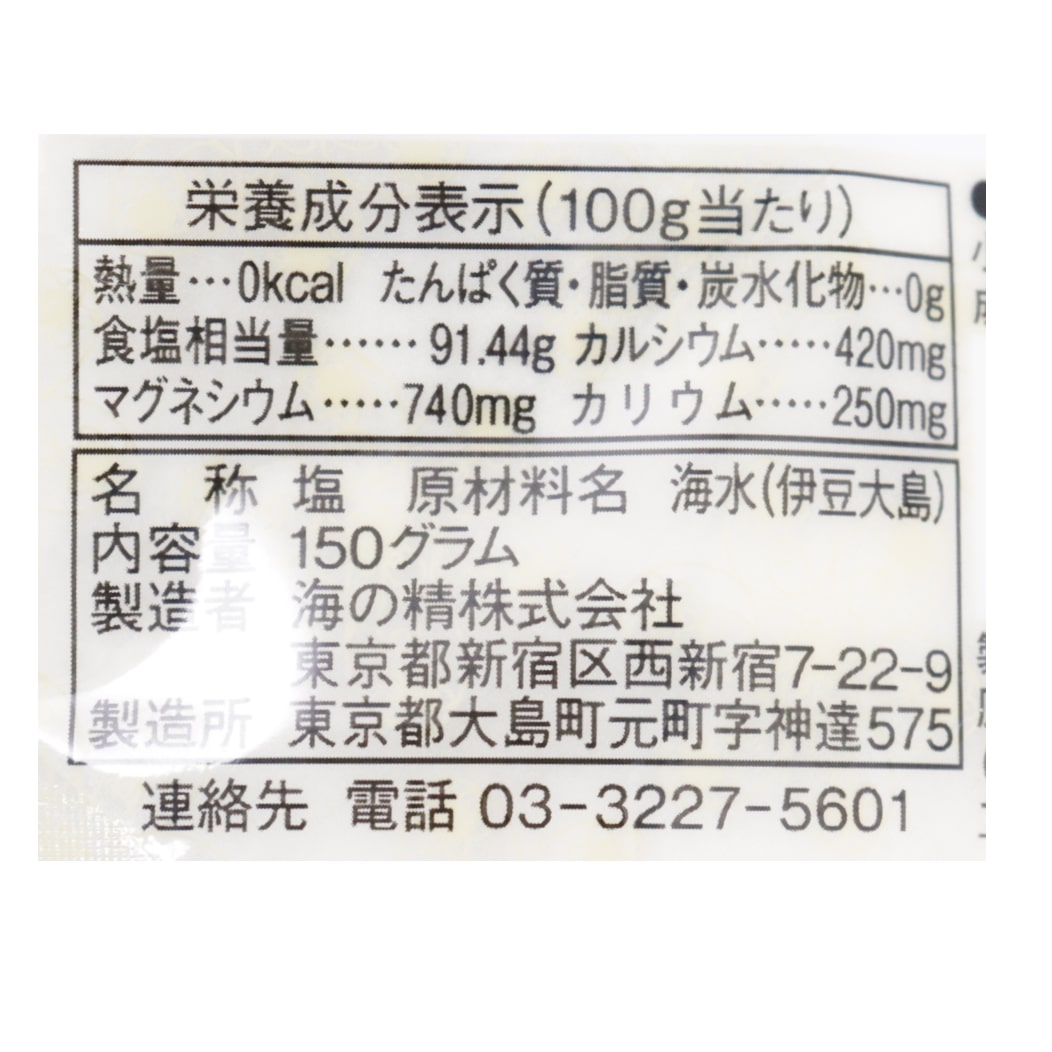 栄養成分表示(100g当たり)
熱量…0kcal たんぱく質・脂質・炭水化物…0g
食塩相当量…… 91.44g カルシウム……420mg
マグネシウム……740mg カリウム……250mg
名 称 塩 原材料名 海水(伊豆大島)
内容量 150グラム
製造者 海の精株式会社
東京都新宿区西新宿7-22-9
製造所 東京都大島町元町字神達575
連絡先 電話 03-3227-5601